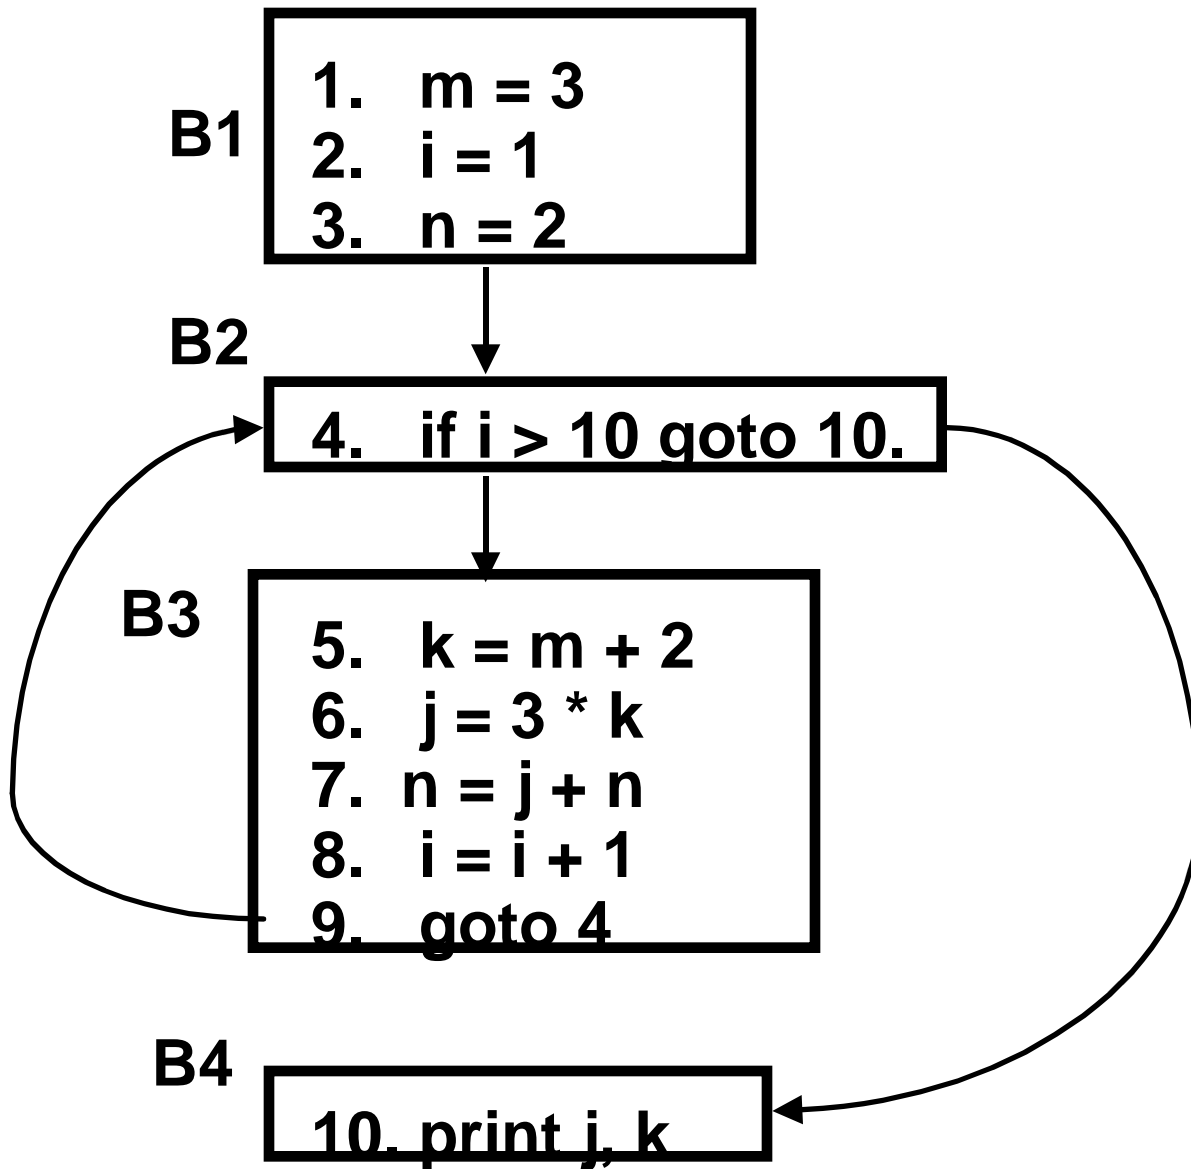 B1
1. m = 3
2. i = 1
3. n = 2
B2
4. if i > 10 goto 10.
B3
5. k = m + 2
6. j = 3 * k
7. n = j + n
8. i = i + 1
9. goto 4
B4
10. print j, k